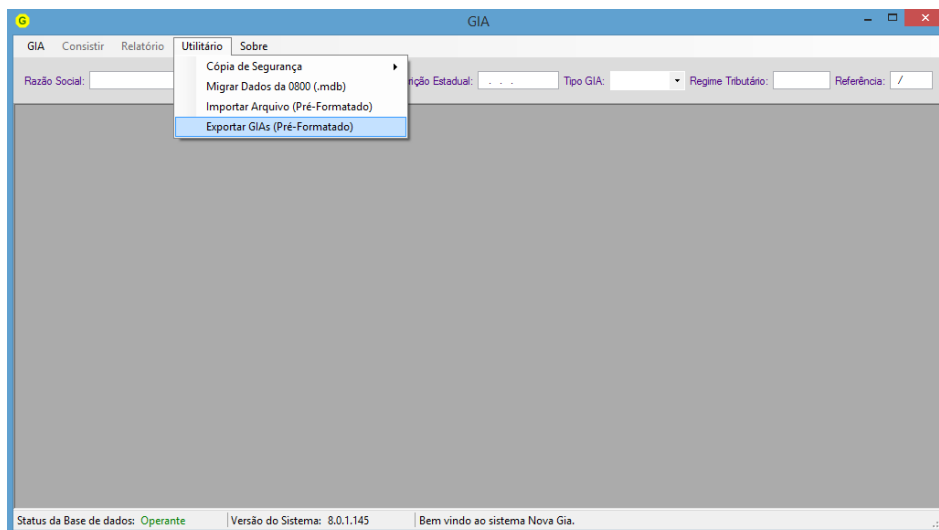 G GIA
GIA Consistir Relatório Utilitário Sobre
Razão Social: rição Estadual: . . . Tipo GIA: Regime Tributário: Referência: /
Cópia de Segurança
Migrar Dados da 0800 (.mdb)
Importar Arquivo (Pré-Formatado)
Exportar GIAs (Pré-Formatado)
Status da Base de dados: Operante Versão do Sistema: 8.0.1.145 Bem vindo ao sistema Nova Gia.